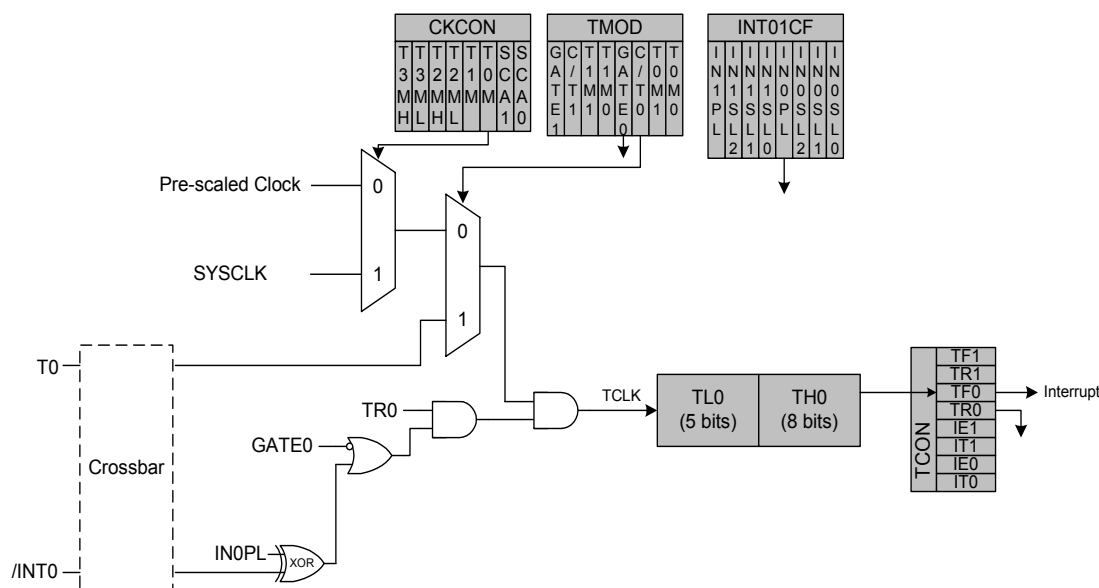 CKCON
TMOD
INT01CF
T3MH
T3ML
T2MH
T2ML
T1M
T0M
SCA1
SCA0
GATE1
C/T1
T1M1
T1M0
GATE0
C/T0
T0M1
T0M0
IN1PL
IN1SL2
IN1SL1
IN1SL0
IN0PL
IN0SL2
IN0SL1
IN0SL0
Pre-scaled Clock
0
SYSCLK
1
0
1
T0
Crossbar
/INT0
TR0
GATE0
IN0PL
XOR
TCLK
TL0
(5 bits)
TH0
(8 bits)
TCON
TF1
TR1
TF0
TR0
IE1
IT1
IE0
IT0
Interrupt